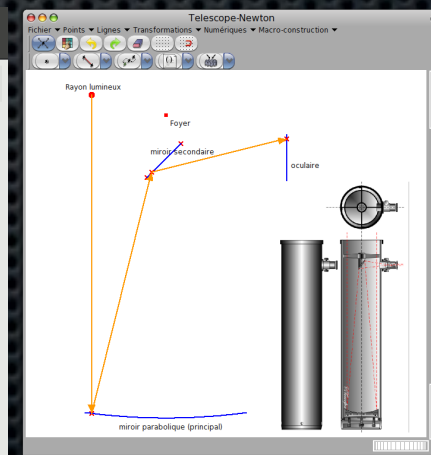 Telescope-Newton
Fichier ▾ Points ▾ Lignes ▾ Transformations ▾ Numériques ▾ Macro-construction ▾
Rayon lumineux
Foyer
miroir secondaire
oculaire
miroir parabolique (principal)